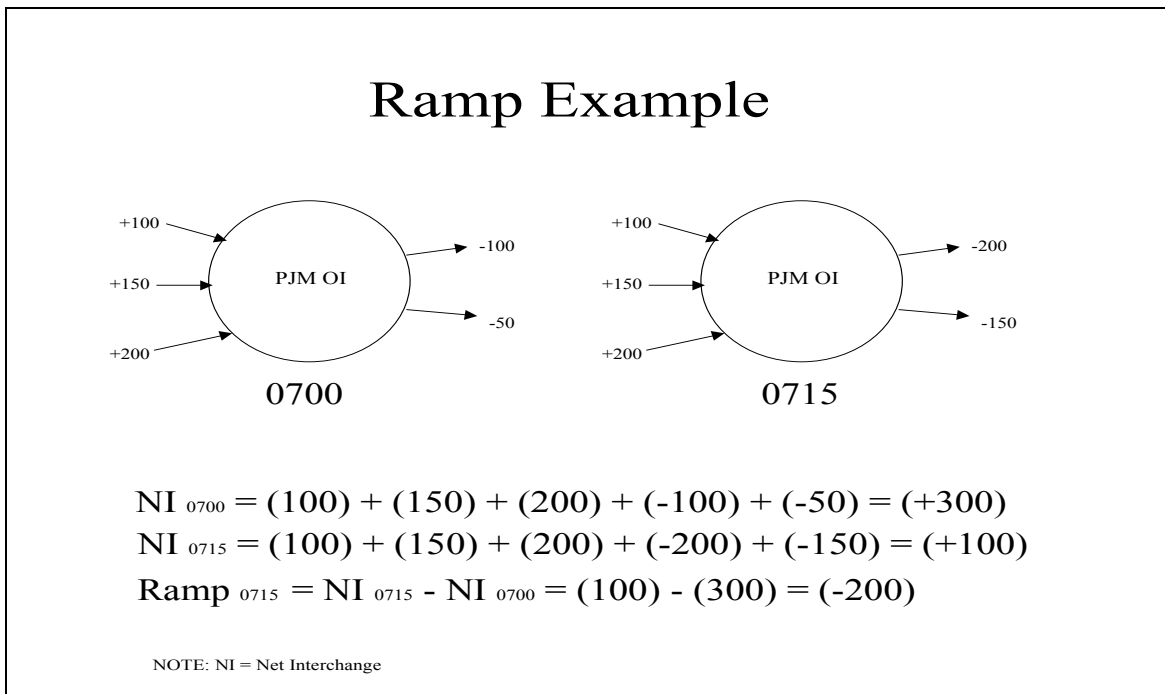 Ramp Example
+100
+150
+200
PJM OI
-100
-50
0700
+100
+150
+200
PJM OI
-200
-150
0715
NI 0700 = (100) + (150) + (200) + (-100) + (-50) = (+300)
NI 0715 = (100) + (150) + (200) + (-200) + (-150) = (+100)
Ramp 0715 = NI 0715 - NI 0700 = (100) - (300) = (-200)
NOTE: NI = Net Interchange